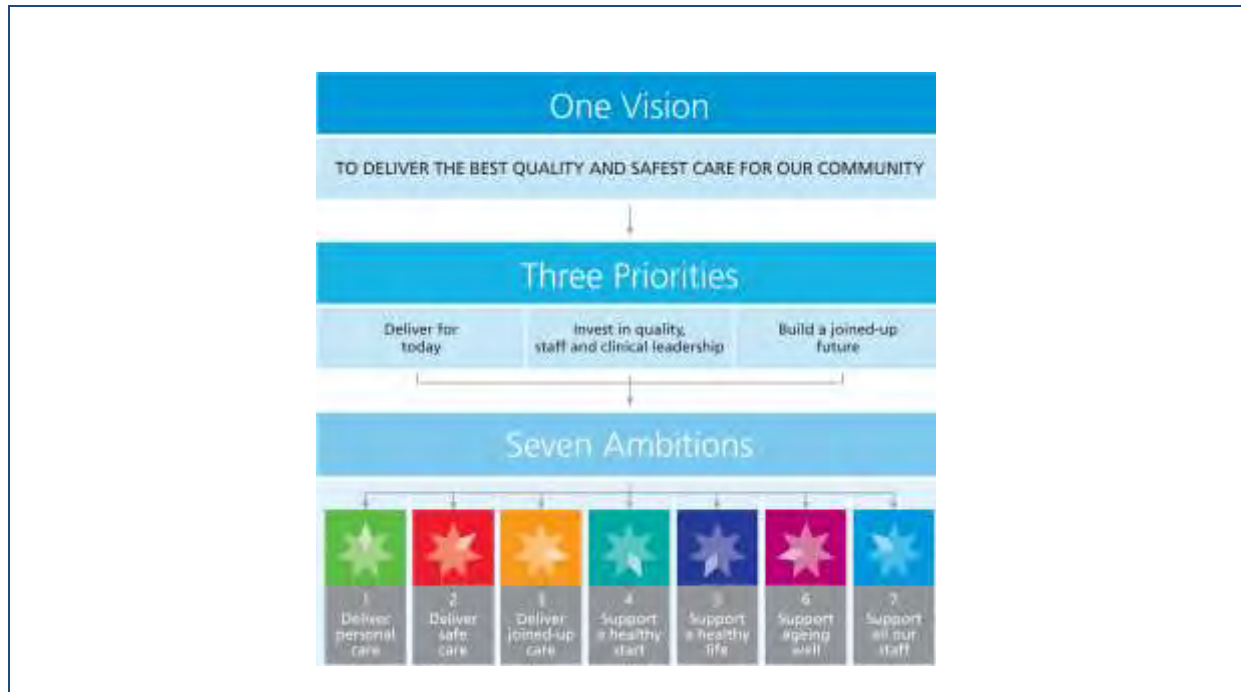 One Vision
TO DELIVER THE BEST QUALITY AND SAFEST CARE FOR OUR COMMUNITY
Three Priorities
Deliver for
today
Invest in quality,
staff and clinical leadership
Build a joined-up
future
Seven Ambitions
1
Deliver
personal
care
2
Deliver
safe
care
3
Deliver
joined-up
care
4
Support
a healthy
start
5
Support
a healthy
life
6
Support
ageing
well
7
Support
all our
staff